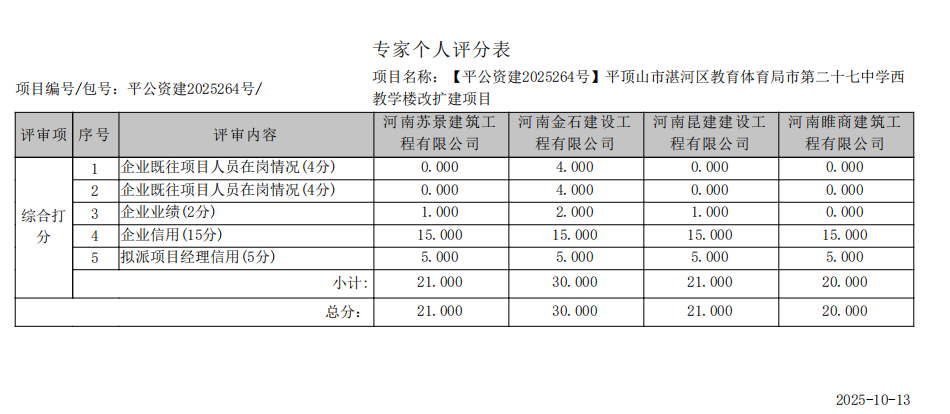 专家个人评分表
项目编号/包号: 平公资建2025264号/
项目名称: 【平公资建2025264号】平顶山市湛河区教育体育局市第二十七中学西
教学楼改扩建项目
评审项 序号 评审内容 河南苏景建筑工程有限公司 河南金石建设工程有限公司 河南昆建建设工程有限公司 河南睢商建筑工程有限公司
综合打分
1 企业既往项目人员在岗情况(4分) 0.000 4.000 0.000 0.000
2 企业既往项目人员在岗情况(4分) 0.000 4.000 0.000 0.000
3 企业业绩(2分) 1.000 2.000 1.000 0.000
4 企业信用(15分) 15.000 15.000 15.000 15.000
5 拟派项目经理信用(5分) 5.000 5.000 5.000 5.000
小计: 21.000 30.000 21.000 20.000
总分: 21.000 30.000 21.000 20.000
2025-10-13